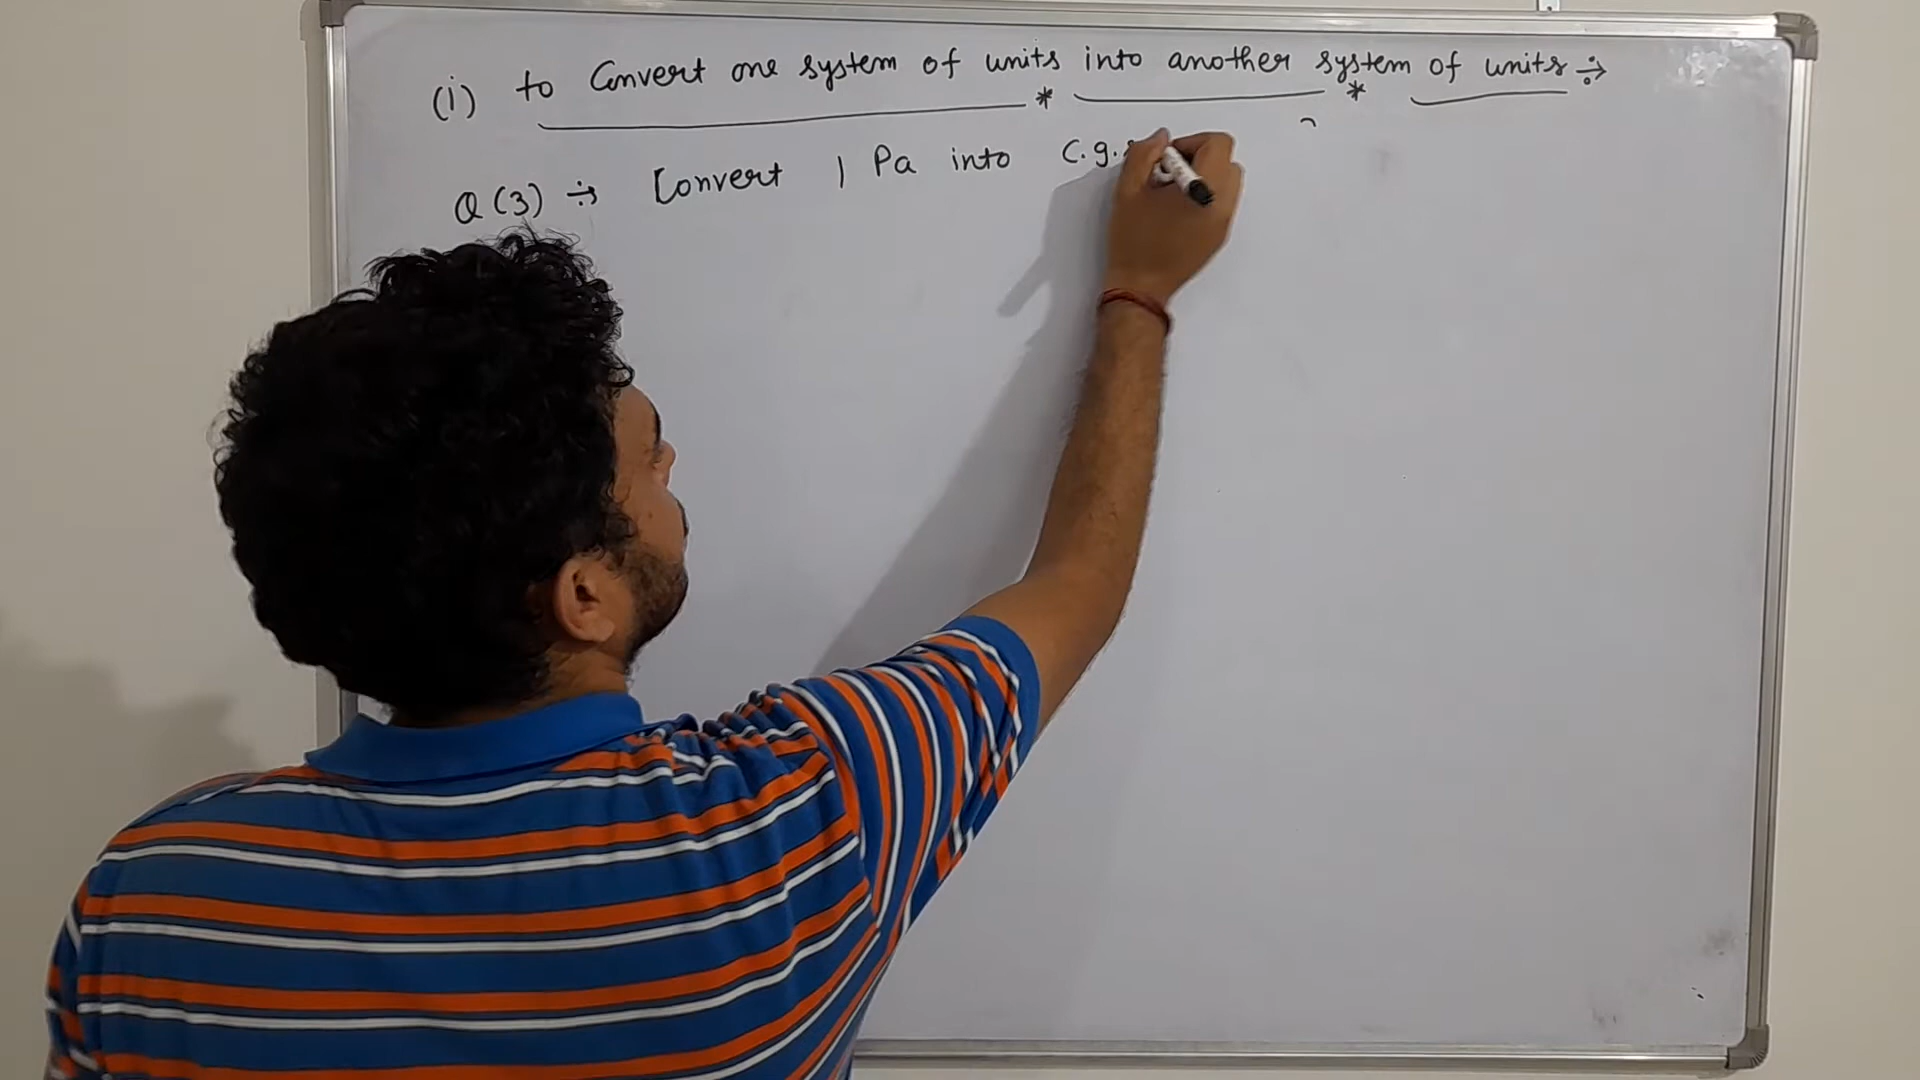 (i) to Convert one system of units into another system of units ÷
Q (3) ÷ Convert 1 Pa into C.g.